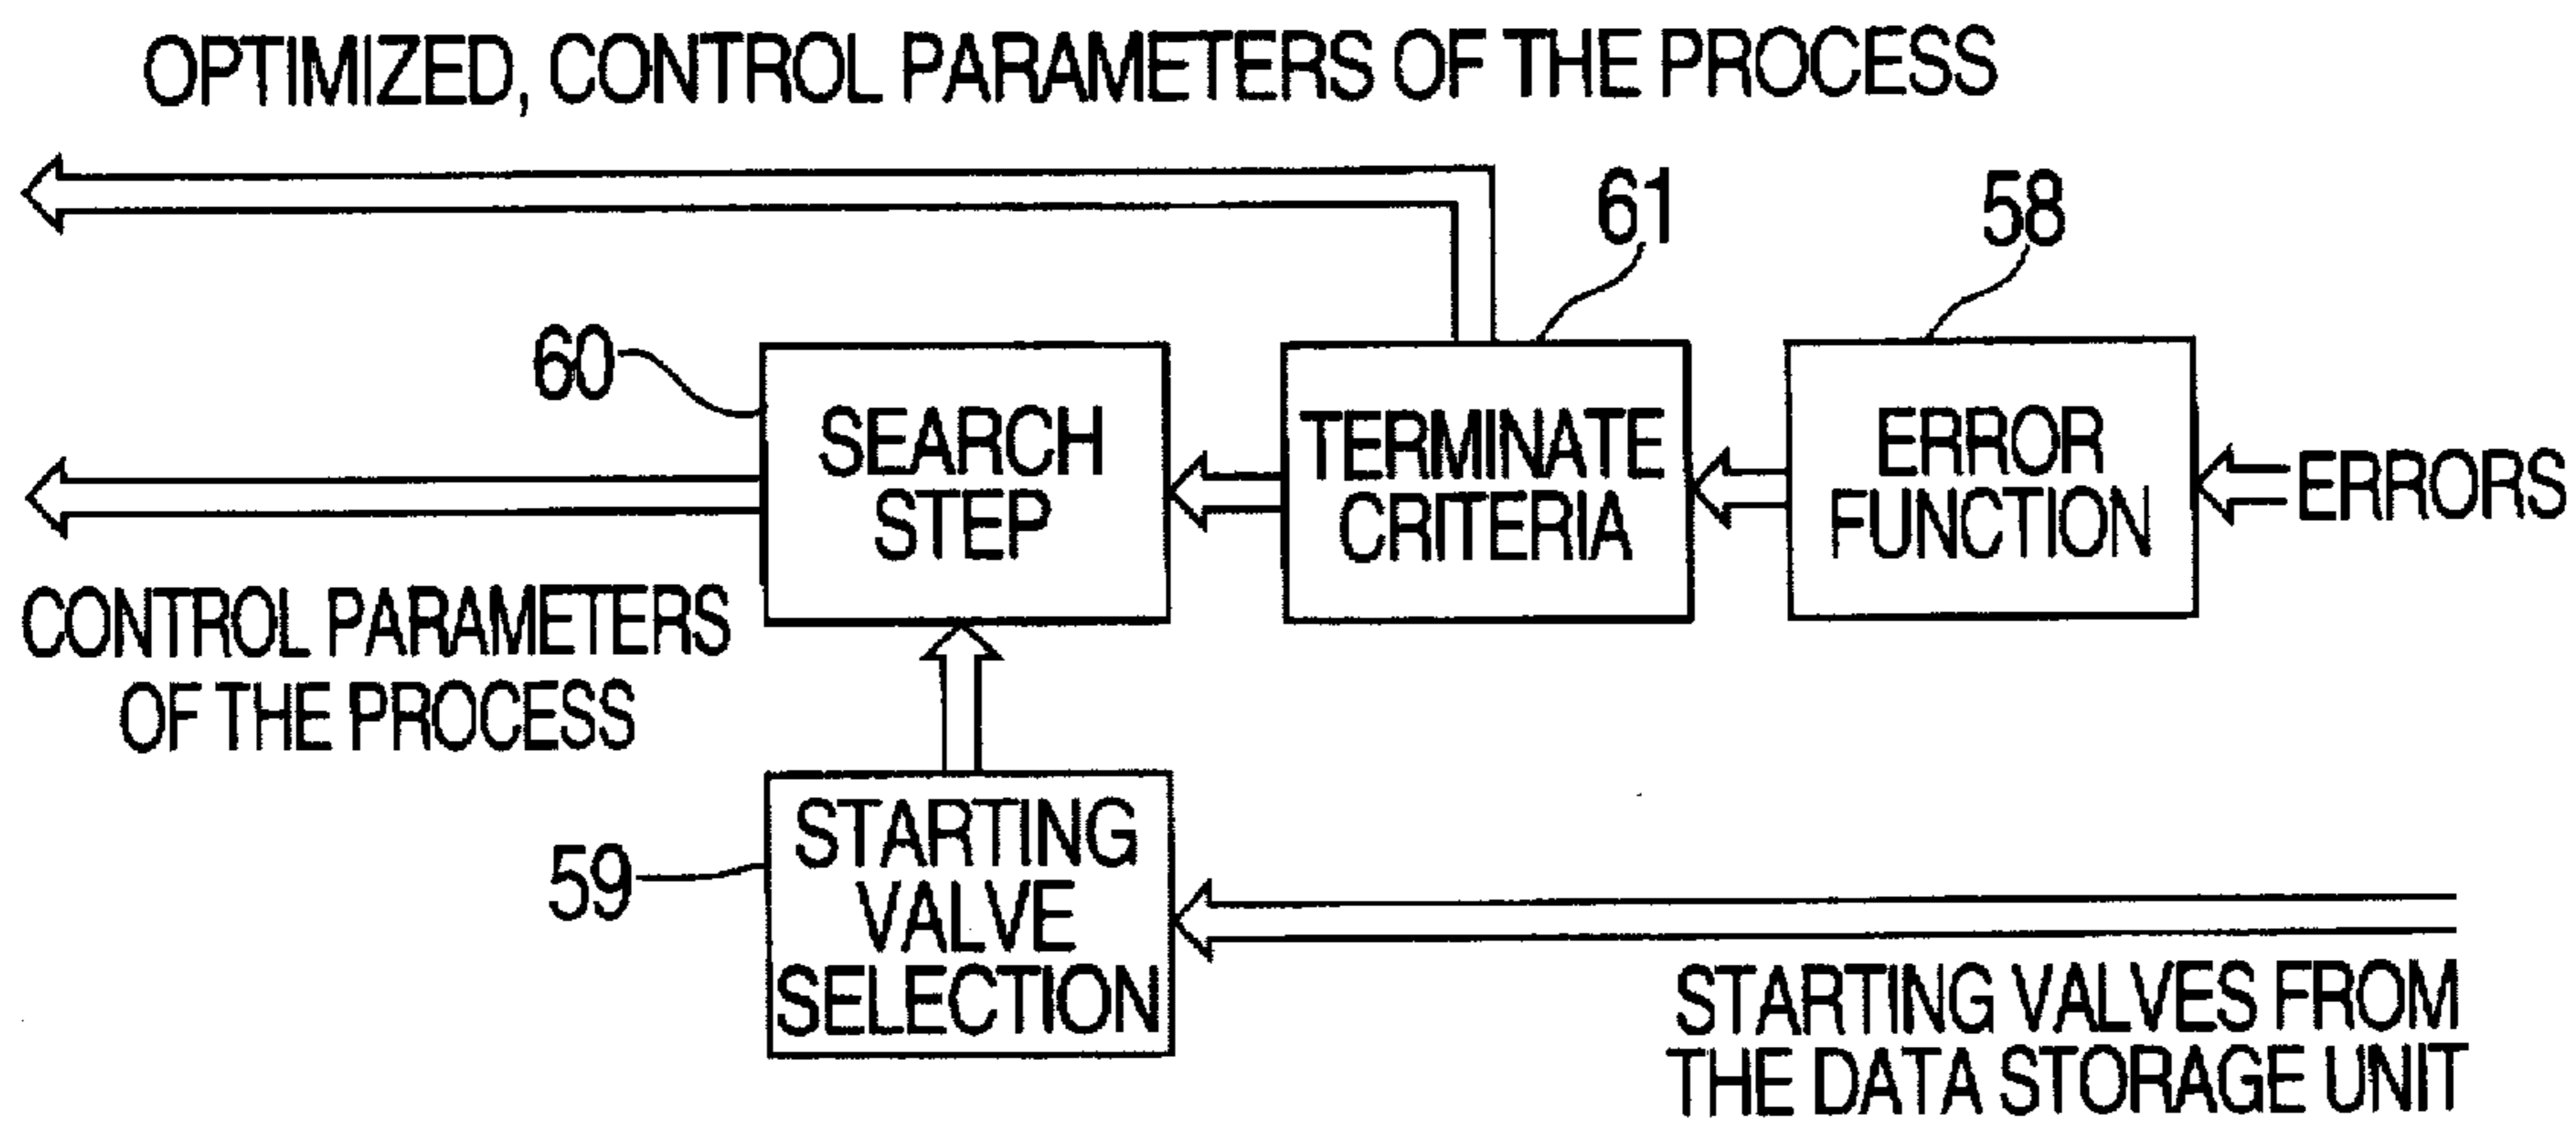 OPTIMIZED, CONTROL PARAMETERS OF THE PROCESS
61
58
60
SEARCH
STEP
TERMINATE
CRITERIA
ERROR
FUNCTION
ERRORS
CONTROL PARAMETERS
OF THE PROCESS
59
STARTING
VALVE
SELECTION
STARTING VALVES FROM
THE DATA STORAGE UNIT